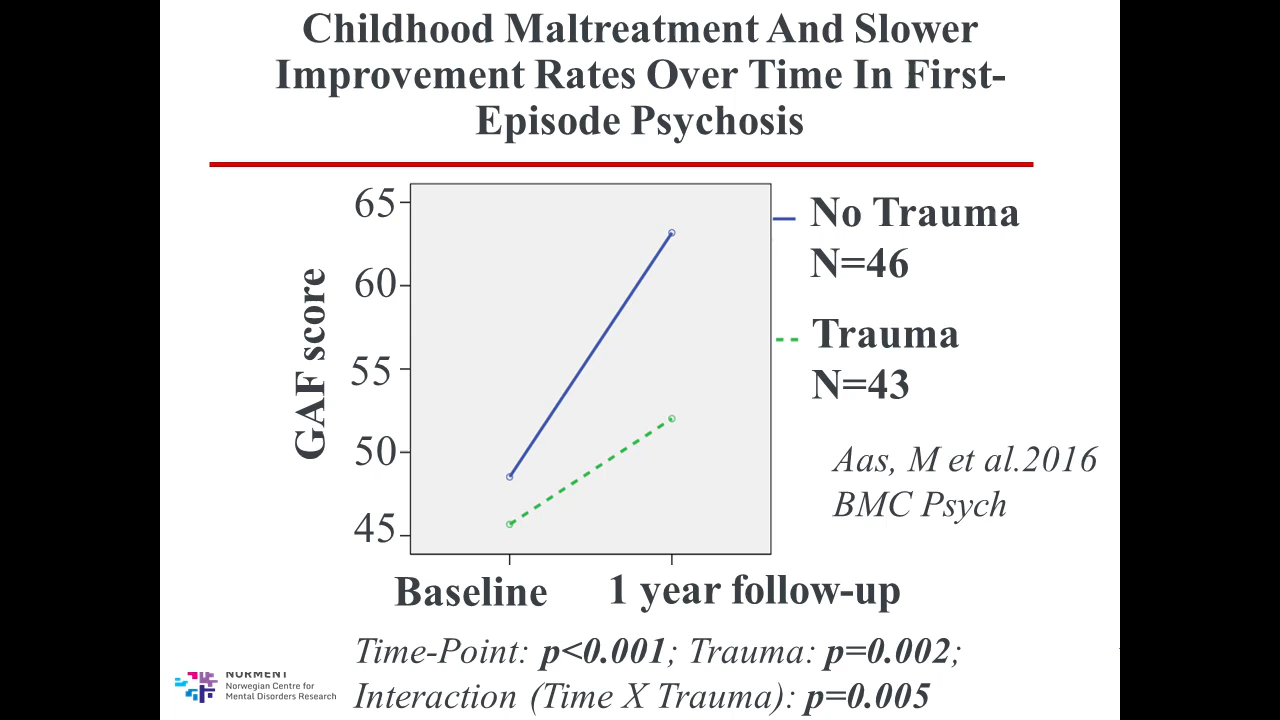 Childhood Maltreatment And Slower
Improvement Rates Over Time In First-
Episode Psychosis
65
60
55
50
45
GAF score
Baseline
1 year follow-up
No Trauma
N=46
Trauma
N=43
Aas, M et al.2016
BMC Psych
Time-Point: p<0.001; Trauma: p=0.002;
Interaction (Time X Trauma): p=0.005
NORMENT
Norwegian Centre for
Mental Disorders Research